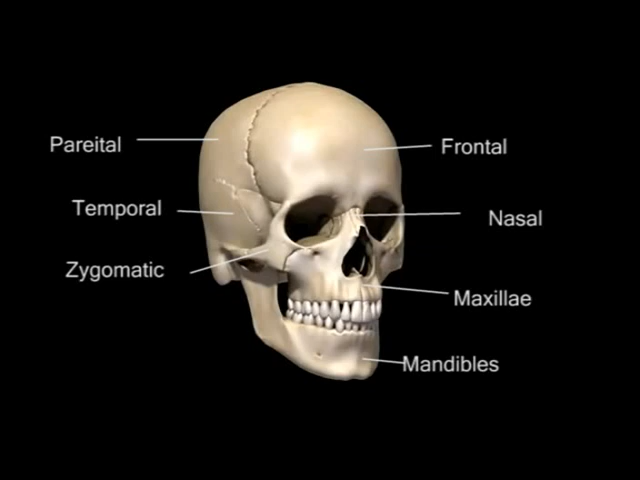 Pareital
Frontal
Temporal
Nasal
Zygomatic
Maxillae
Mandibles